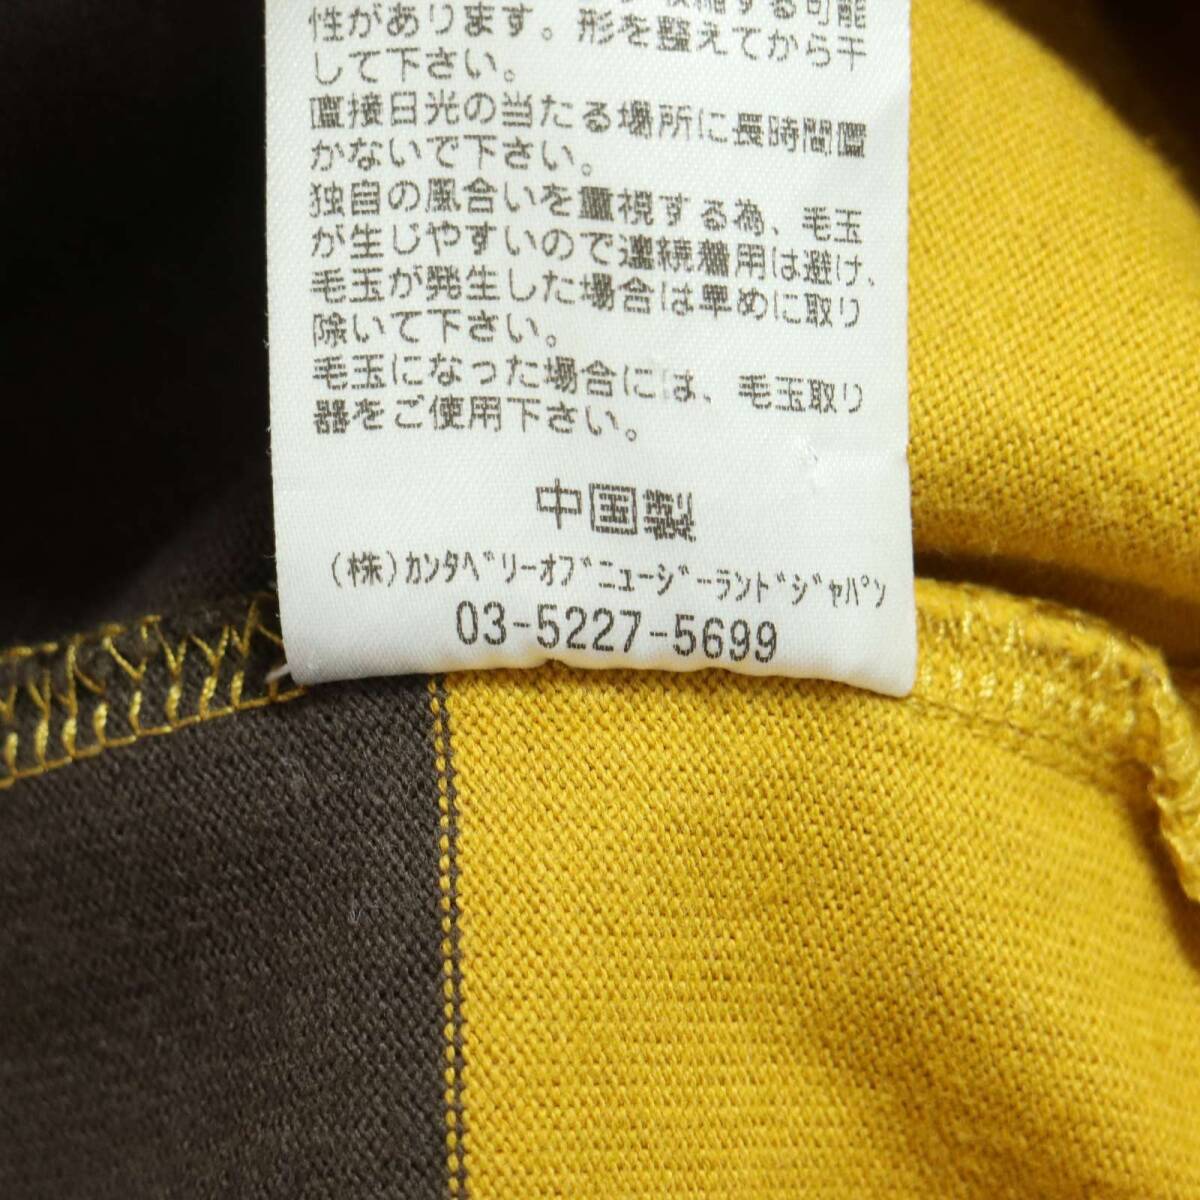 収縮する可能
性があります。形を整えてから干
して下さい。
直接日光の当たる場所に長時間置
かないで下さい。
独自の風合いを重視する為、毛玉
が生じやすいので連続着用は避け、
毛玉が発生した場合は早めに取り
除いて下さい。
毛玉になった場合には、毛玉取り
器をご使用下さい。
中国製
(株)ｶﾝﾀﾍﾞﾘｰｵﾌﾞﾆｭｰｼﾞｰﾗﾝﾄﾞｼﾞｬﾊﾟﾝ
03-5227-5699